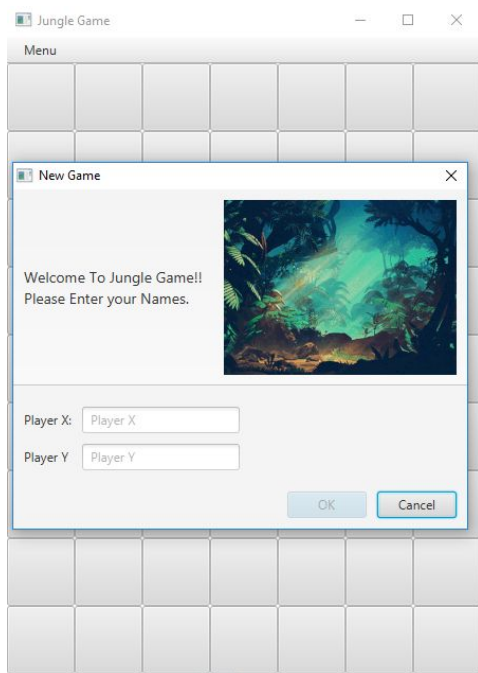 Jungle Game
Menu
New Game
Welcome To Jungle Game!!
Please Enter your Names.
Player X: Player X
Player Y Player Y
OK Cancel